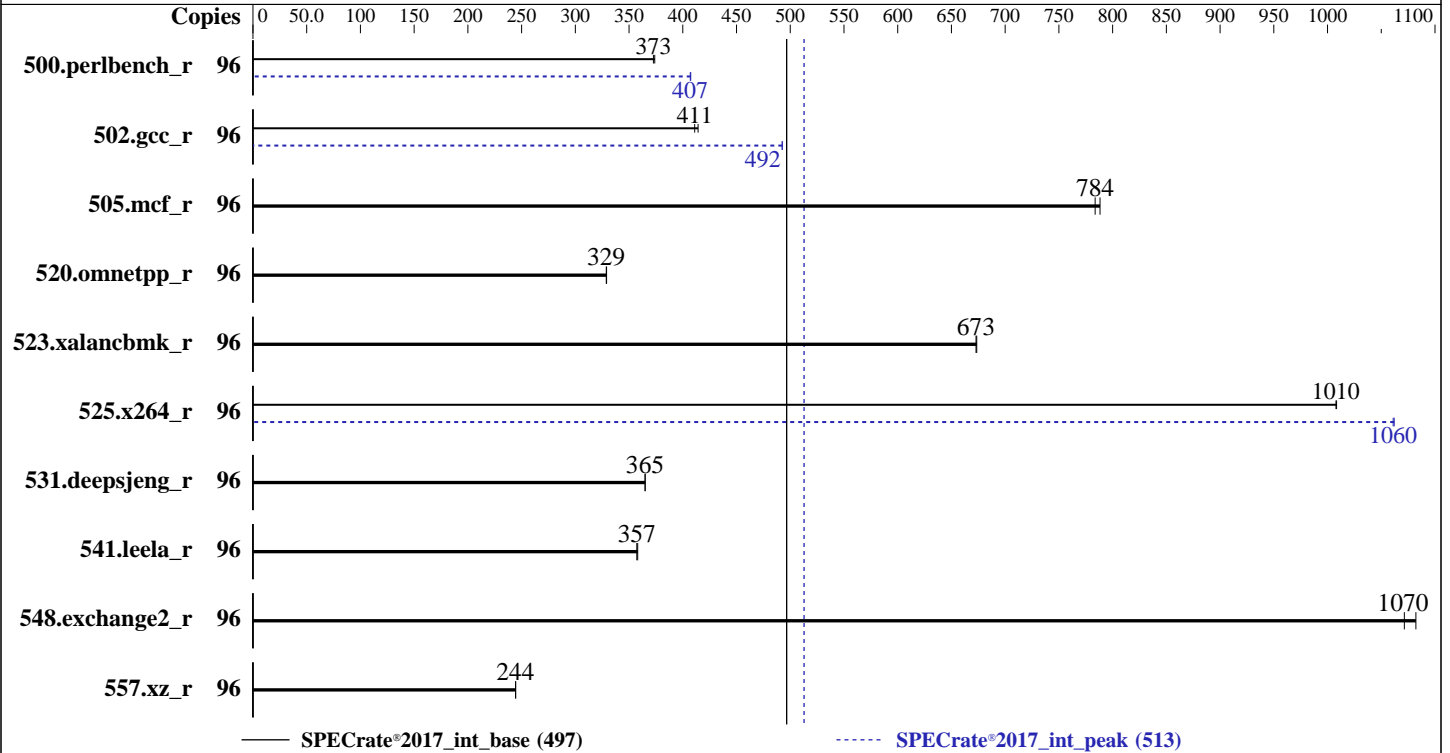 Copies 0 50.0 100 150 200 250 300 350 400 450 500 550 600 650 700 750 800 850 900 950 1000 1100
373
500.perlbench_r 96
407
411
502.gcc_r 96
492
784
505.mcf_r 96
329
520.omnetpp_r 96
673
523.xalancbmk_r 96
1010
525.x264_r 96
1060
365
531.deepsjeng_r 96
357
541.leela_r 96
1070
548.exchange2_r 96
244
557.xz_r 96
SPECrate®2017_int_base (497) SPECrate®2017_int_peak (513)